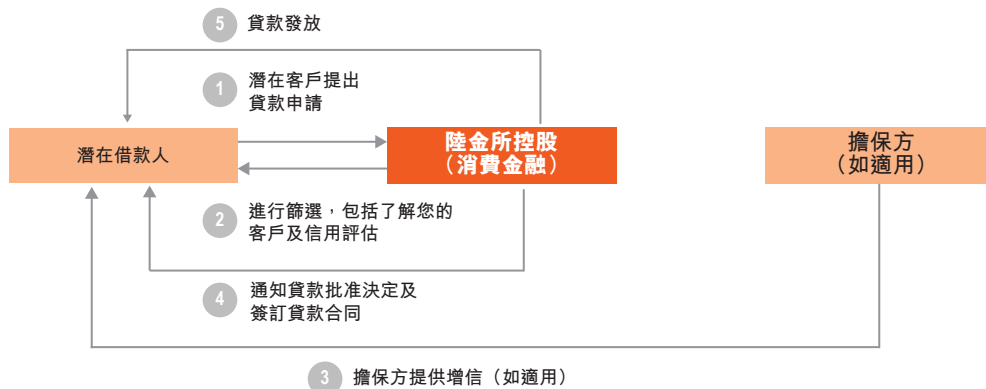 5 貸款發放
1 潛在客戶提出
貸款申請
潛在借款人
陸金所控股
（消費金融）
擔保方
（如適用）
2 進行篩選，包括了解您的
客戶及信用評估
4 通知貸款批准決定及
簽訂貸款合同
3 擔保方提供增信（如適用）